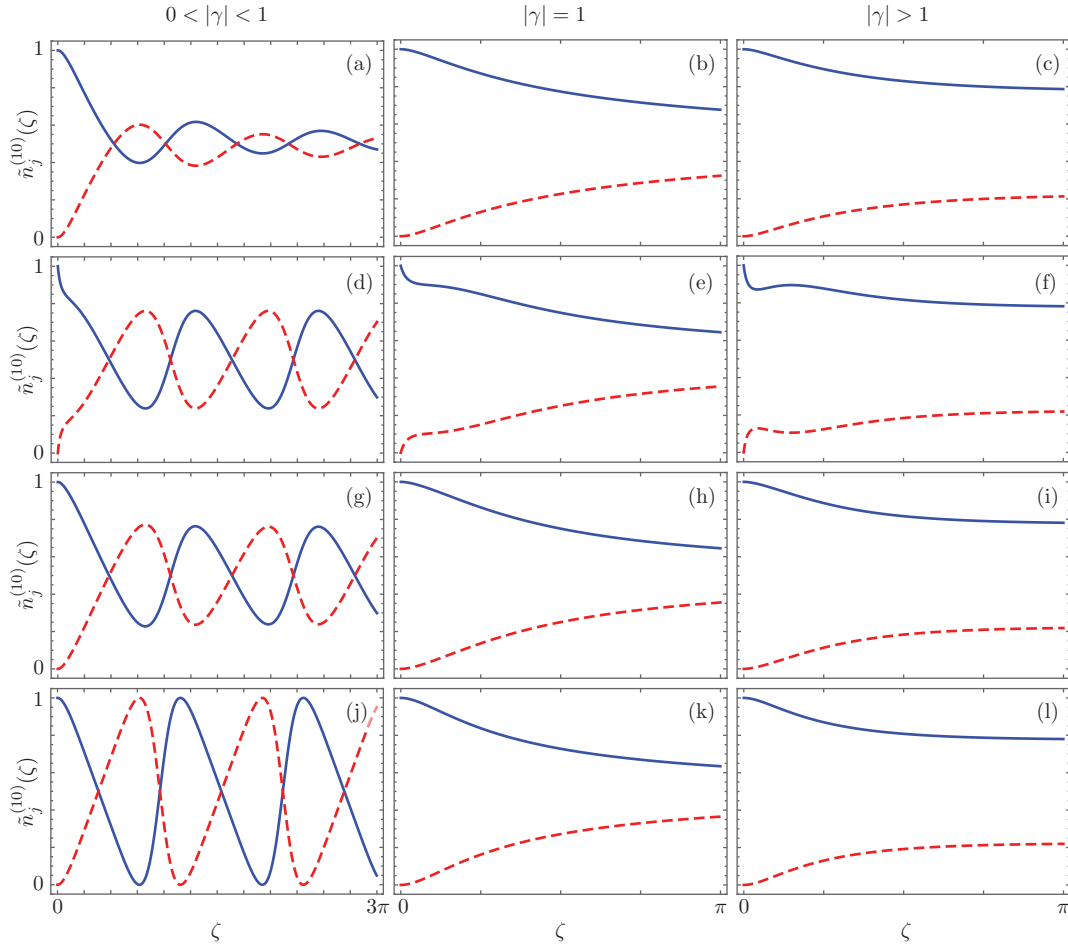 0 < |γ| < 1 |γ| = 1 |γ| > 1
1 (a) (b) (c)
ñ_j^{(10)}(ζ)
0
1 (d) (e) (f)
ñ_j^{(10)}(ζ)
0
1 (g) (h) (i)
ñ_j^{(10)}(ζ)
0
1 (j) (k) (l)
ñ_j^{(10)}(ζ)
0
0 3π 0 π 0 π
ζ ζ ζ